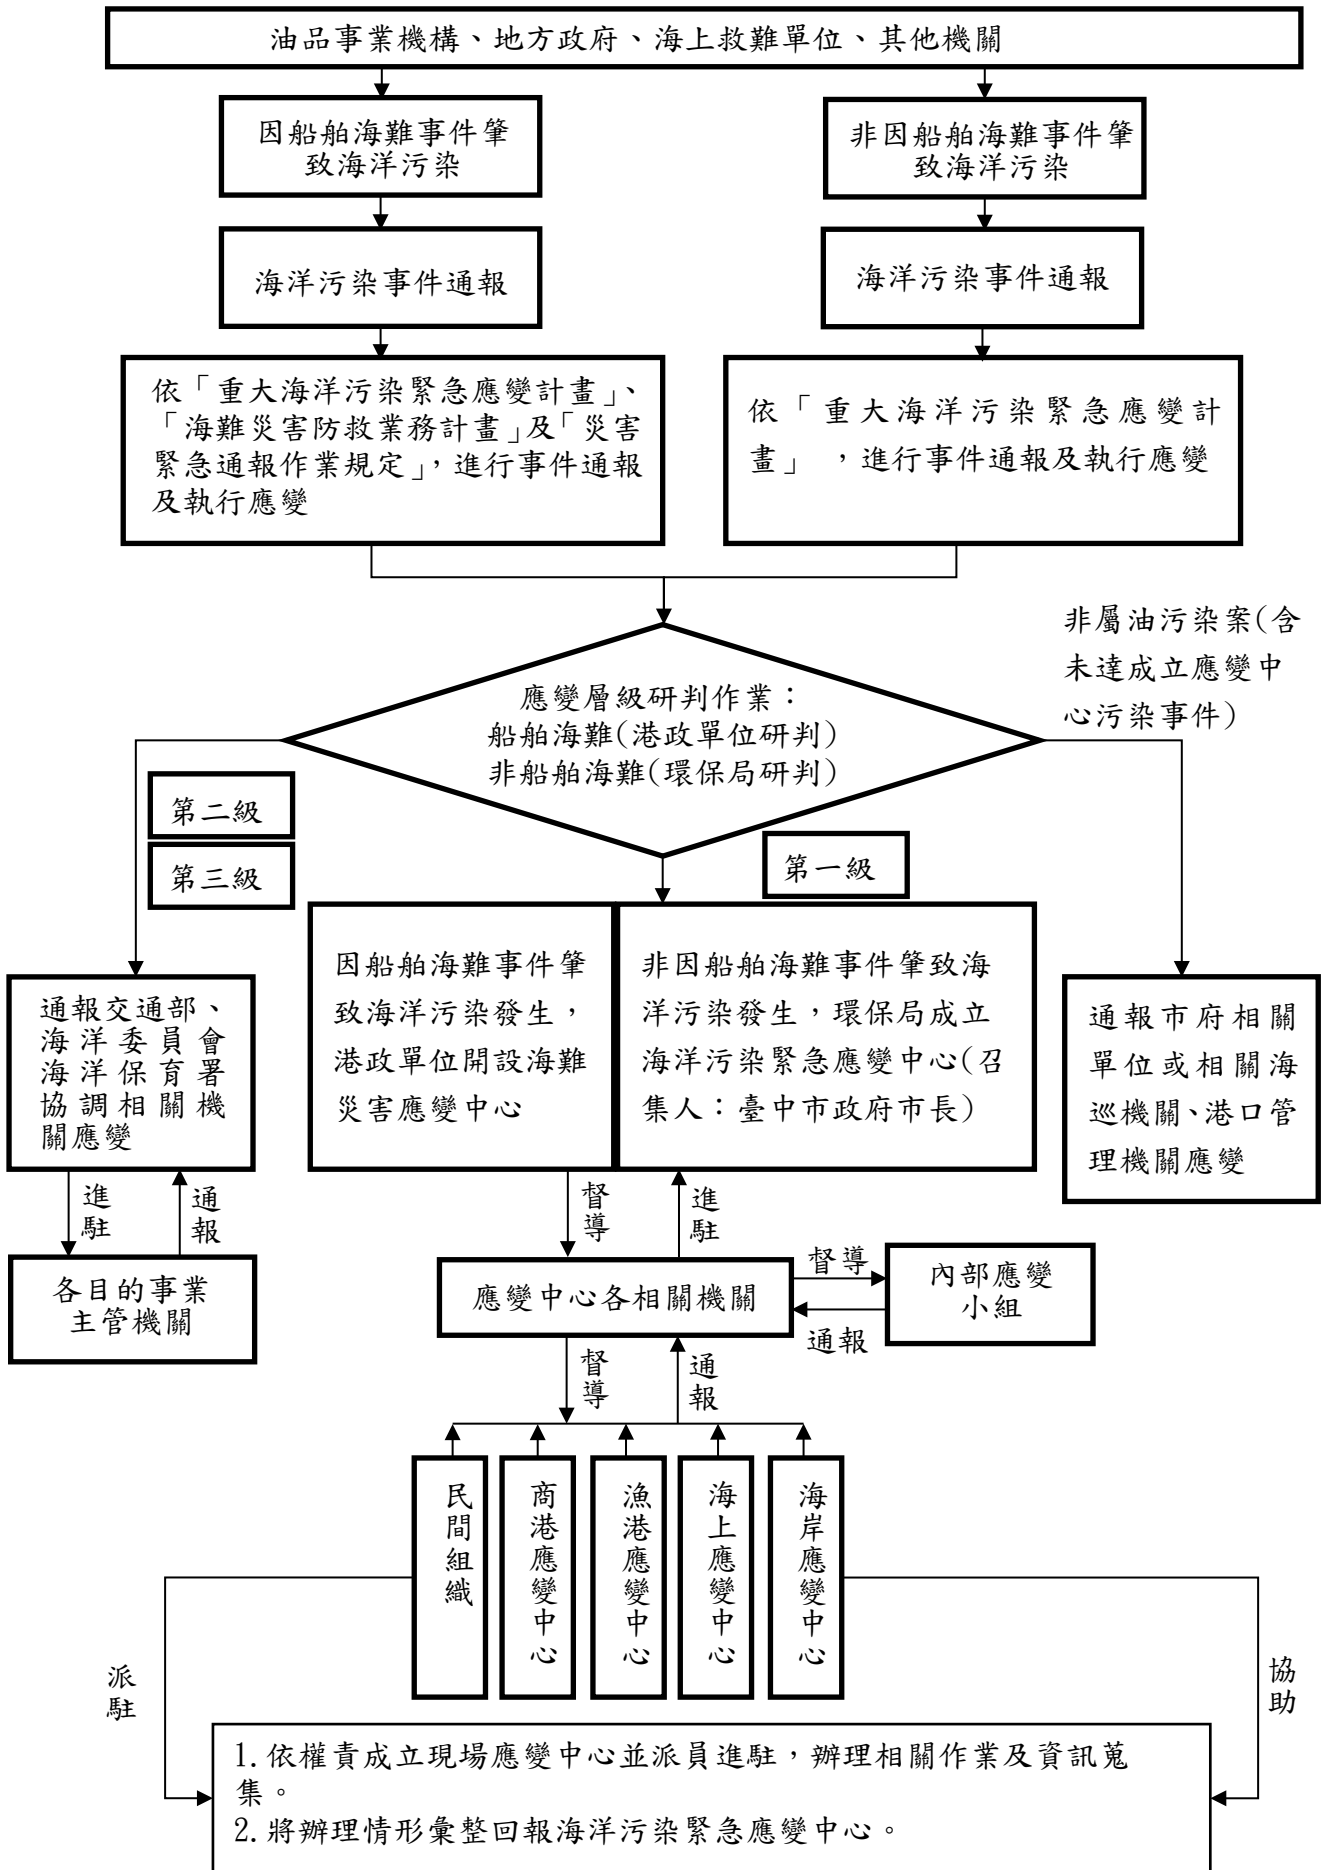 油品事業機構、地方政府、海上救難單位、其他機關
因船舶海難事件肇
致海洋污染
非因船舶海難事件肇
致海洋污染
海洋污染事件通報
海洋污染事件通報
依「重大海洋污染緊急應變計畫」、
「海難災害防救業務計畫」及「災害
緊急通報作業規定」，進行事件通報
及執行應變
依「重大海洋污染緊急應變計
畫」，進行事件通報及執行應變
非屬油污染案(含
未達成立應變中
心污染事件)
應變層級研判作業：
船舶海難(港政單位研判)
非船舶海難(環保局研判)
第二級
第三級
第一級
因船舶海難事件肇
致海洋污染發生，
港政單位開設海難
災害應變中心
非因船舶海難事件肇致海
洋污染發生，環保局成立
海洋污染緊急應變中心(召
集人：臺中市政府市長)
通報交通部、
海洋委員會
海洋保育署
協調相關機
關應變
通報市府相關
單位或相關海
巡機關、港口管
理機關應變
進駐
通報
督導
進駐
各目的事業
主管機關
應變中心各相關機關
督導
通報
內部應變
小組
督導
通報
民間組織
商港應變中心
漁港應變中心
海上應變中心
海岸應變中心
派駐
協助
1.依權責成立現場應變中心並派員進駐，辦理相關作業及資訊蒐
集。
2.將辦理情形彙整回報海洋污染緊急應變中心。